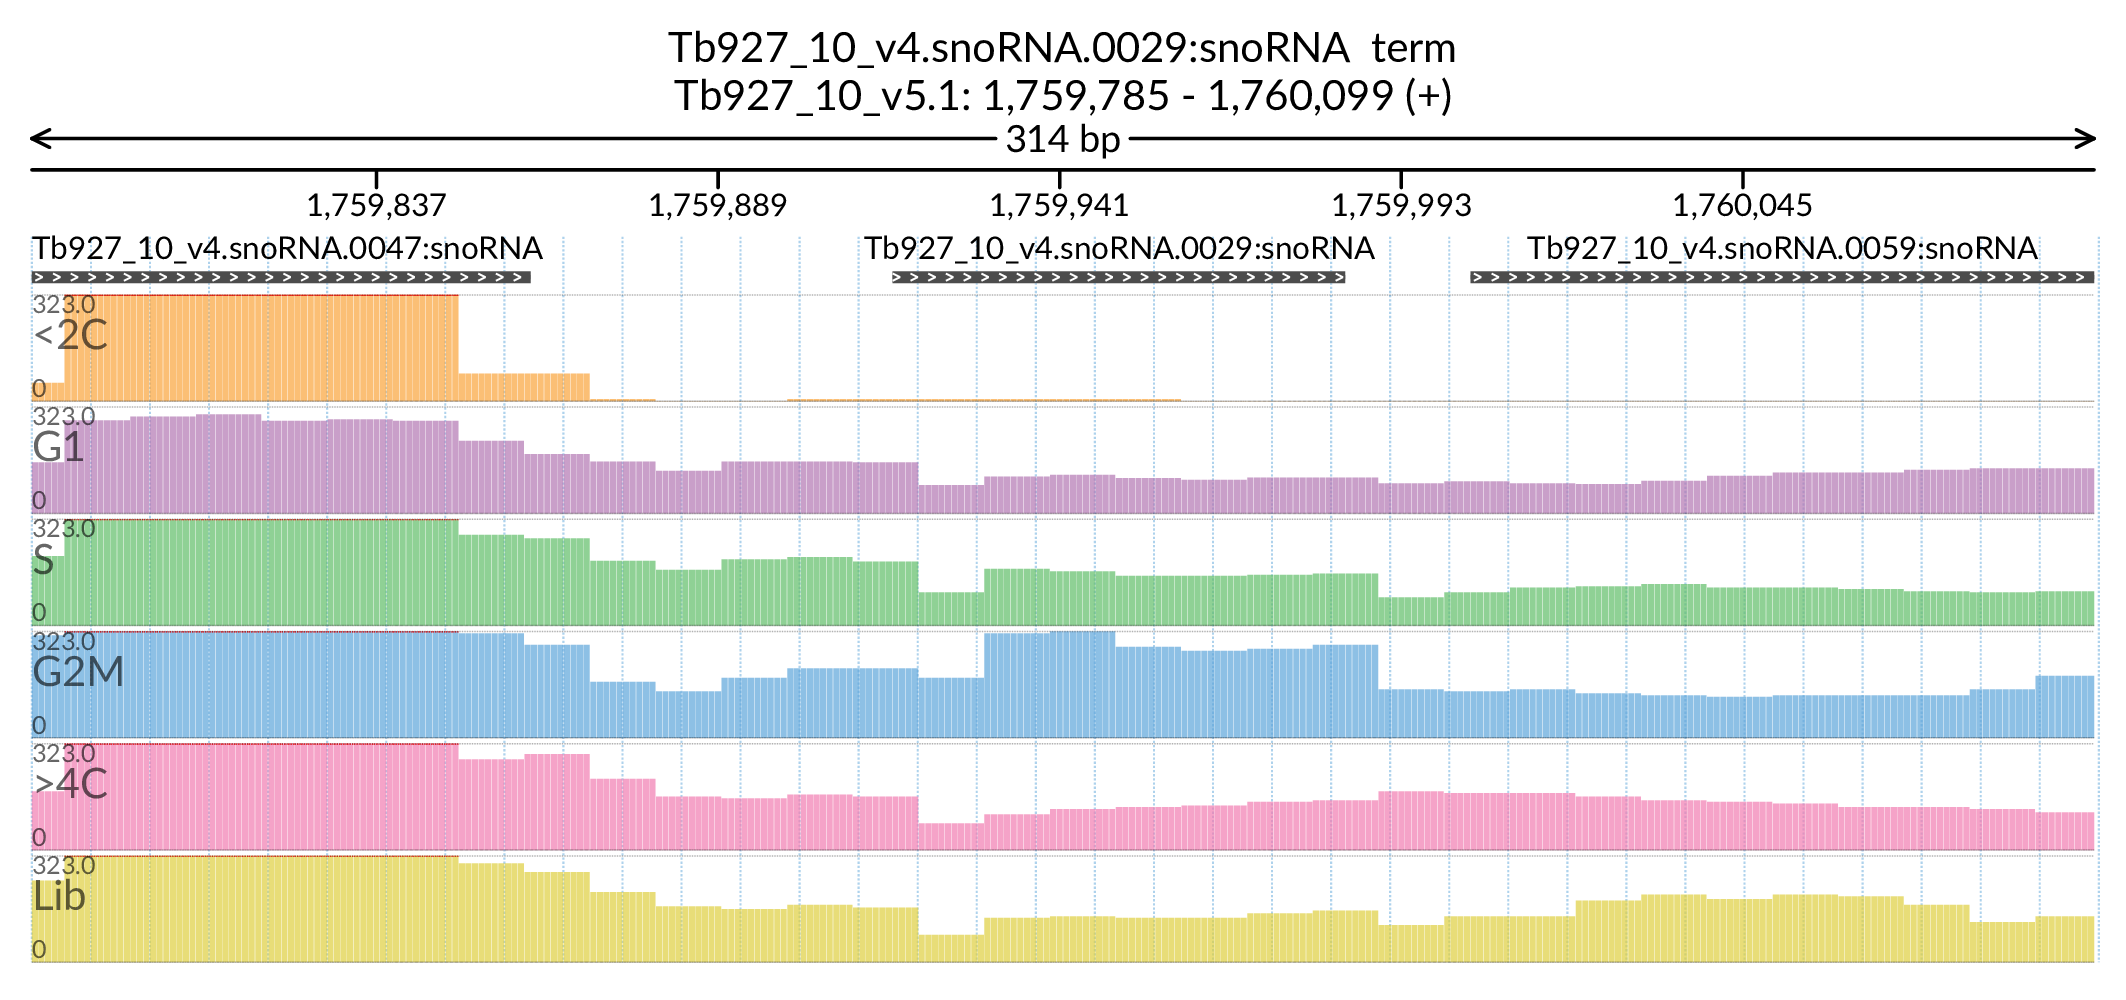 Tb927_10_v4.snoRNA.0029:snoRNA  term
Tb927_10_v5.1: 1,759,785 - 1,760,099 (+)
314 bp
1,759,837 1,759,889 1,759,941 1,759,993 1,760,045
Tb927_10_v4.snoRNA.0047:snoRNA Tb927_10_v4.snoRNA.0029:snoRNA Tb927_10_v4.snoRNA.0059:snoRNA
323.0
<2C
0
323.0
G1
0
323.0
S
0
323.0
G2M
0
323.0
>4C
0
323.0
Lib
0